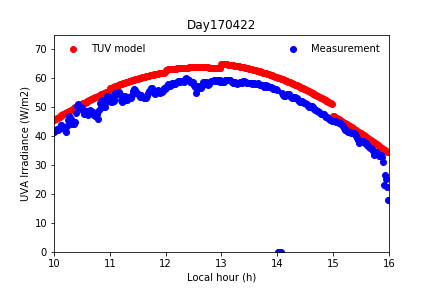 Day170422
TUV model
Measurement
UVA Irradiance (W/m2)
70
60
50
40
30
20
10
0
10 11 12 13 14 15 16
Local hour (h)